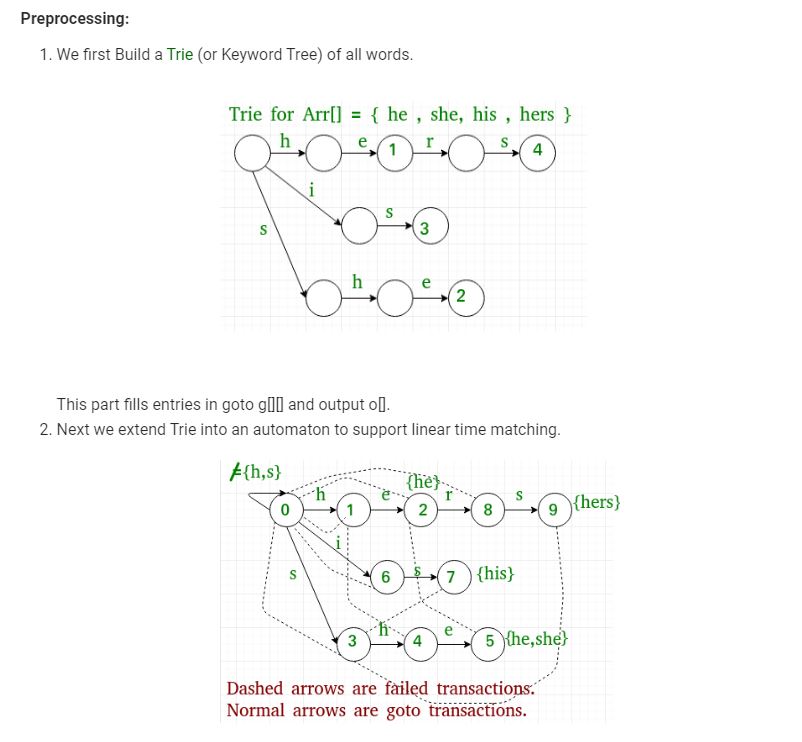 Preprocessing:
1. We first Build a Trie (or Keyword Tree) of all words.
Trie for Arr[] = { he , she, his , hers }
h e 1 r s 4
i
s s 3
h e 2
This part fills entries in goto g[][] and output o[].
2. Next we extend Trie into an automaton to support linear time matching.
≠{h,s}
{he}
h e r s {hers}
0 1 2 8 9
i
s 6 s 7 {his}
h e
3 4 5 {he,she}
Dashed arrows are failed transactions.
Normal arrows are goto transactions.